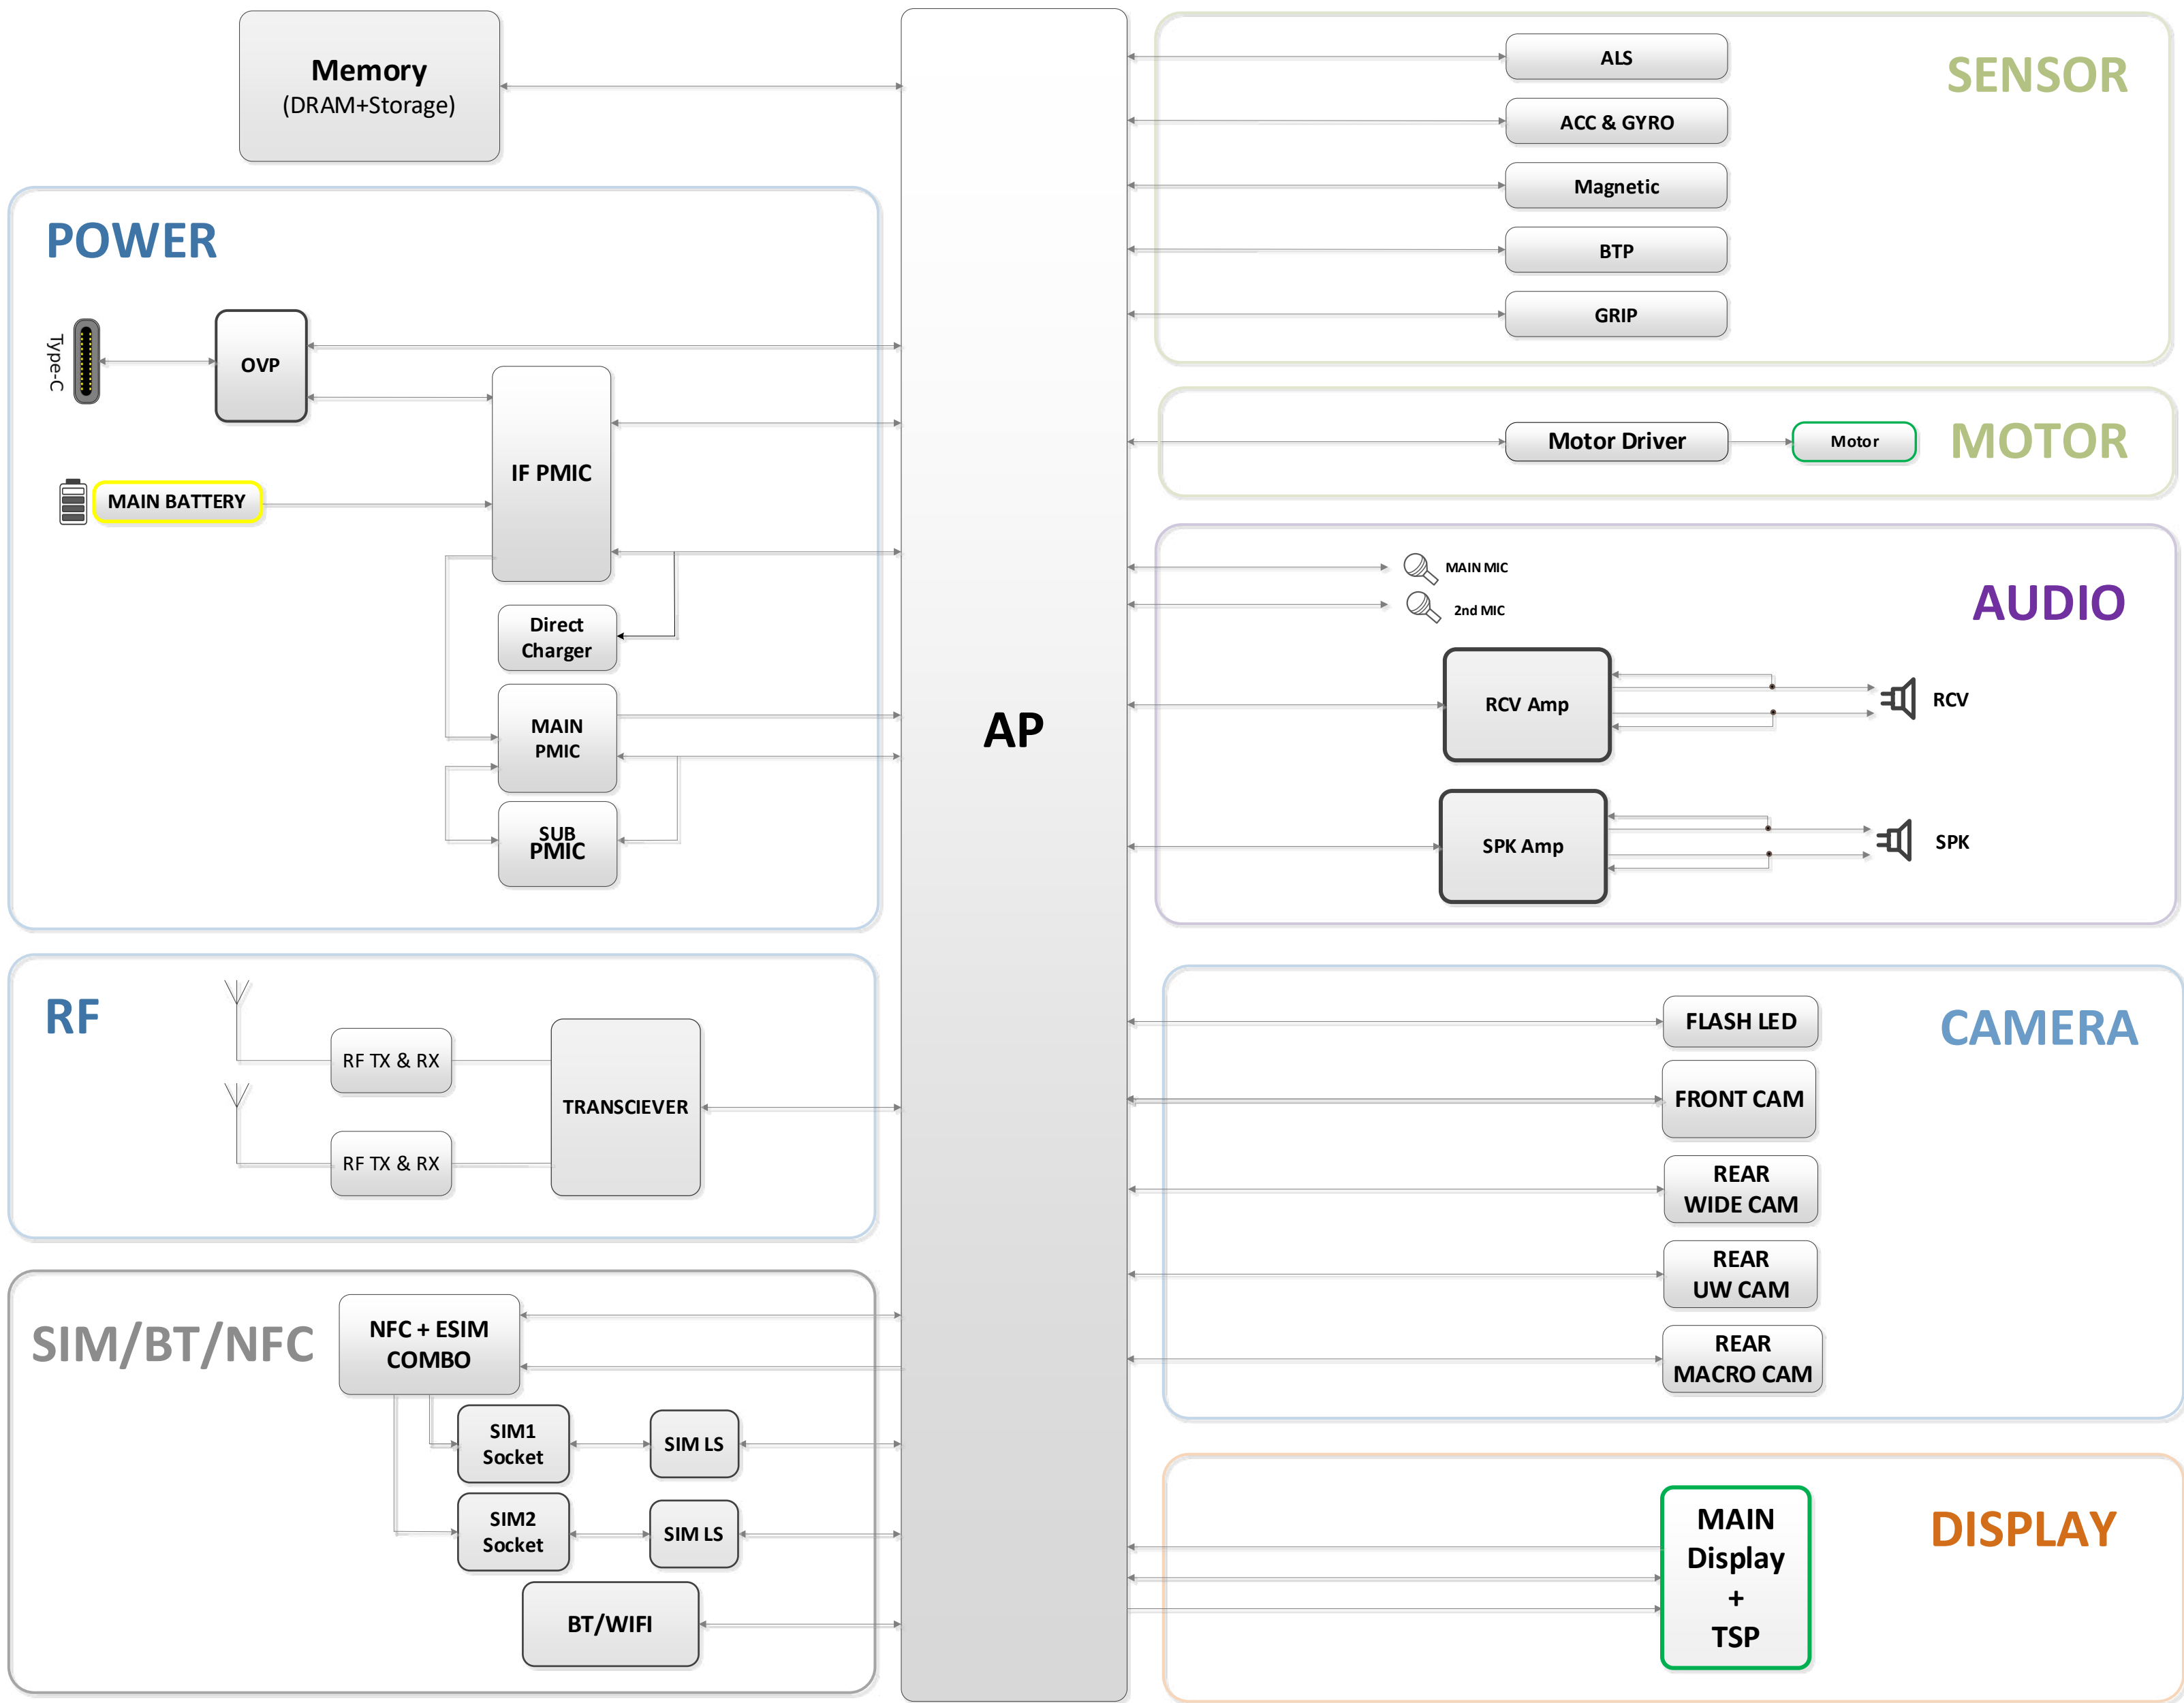 Memory
(DRAM+Storage)
POWER
Type-C
OVP
IF PMIC
MAIN BATTERY
Direct
Charger
MAIN
PMIC
SUB
PMIC
RF
RF TX & RX
TRANSCIEVER
RF TX & RX
SIM/BT/NFC
NFC + ESIM
COMBO
SIM1
Socket
SIM LS
SIM2
Socket
SIM LS
BT/WIFI
AP
SENSOR
ALS
ACC & GYRO
Magnetic
BTP
GRIP
MOTOR
Motor Driver
Motor
AUDIO
MAIN MIC
2nd MIC
RCV Amp
RCV
SPK Amp
SPK
CAMERA
FLASH LED
FRONT CAM
REAR
WIDE CAM
REAR
UW CAM
REAR
MACRO CAM
DISPLAY
MAIN
Display
+
TSP